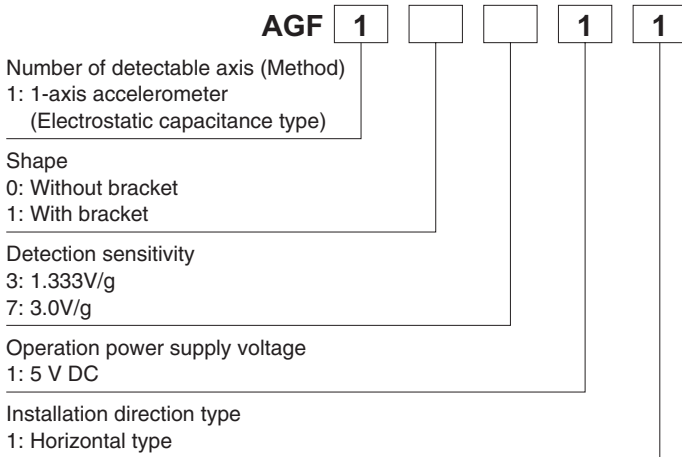 AGF 1 1 1
Number of detectable axis (Method)
1: 1-axis accelerometer
(Electrostatic capacitance type)
Shape
0: Without bracket
1: With bracket
Detection sensitivity
3: 1.333V/g
7: 3.0V/g
Operation power supply voltage
1: 5 V DC
Installation direction type
1: Horizontal type